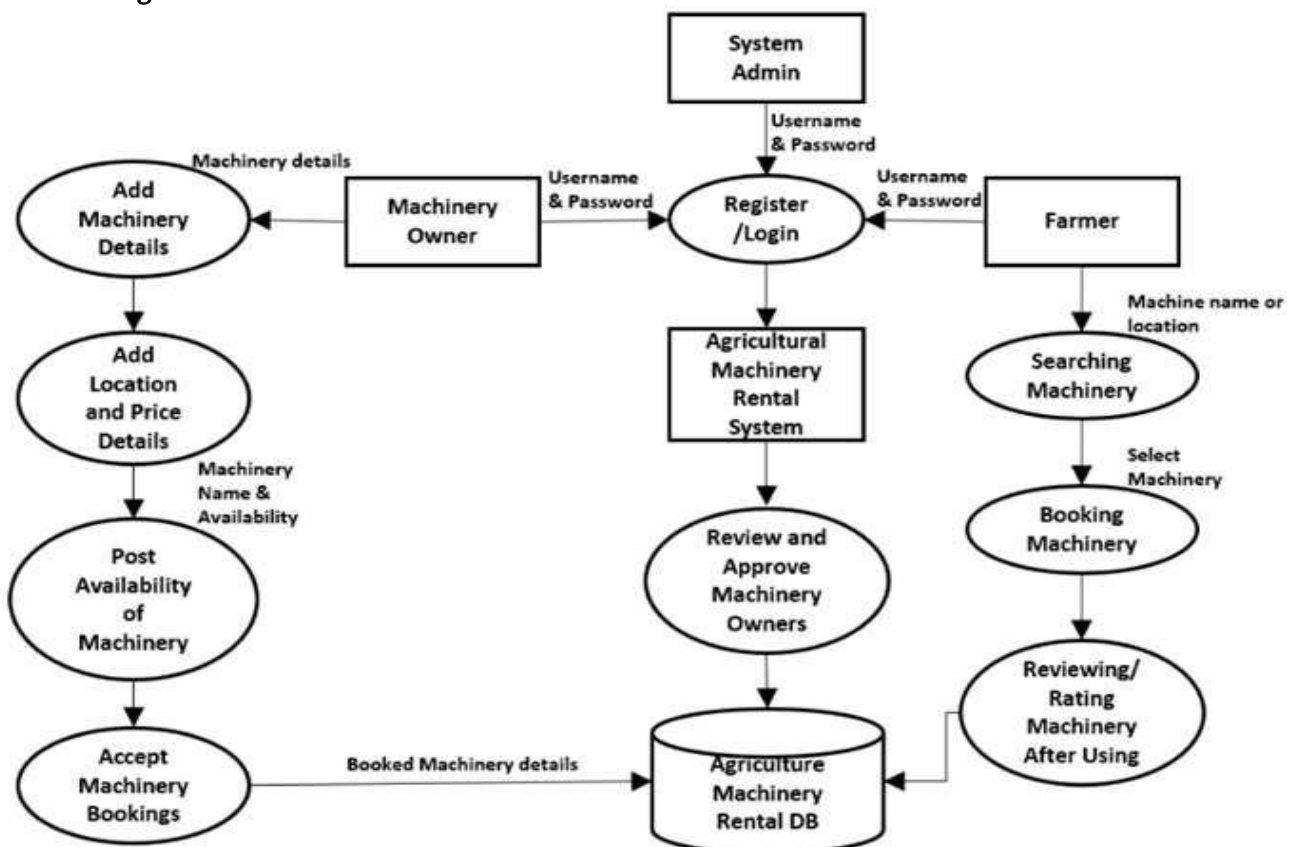 System
Admin
Username
& Password
Machinery details
Add
Machinery
Details
Machinery
Owner
Username
& Password
Register
/Login
Username
& Password
Farmer
Machine name or
location
Add
Location
and Price
Details
Agricultural
Machinery
Rental
System
Searching
Machinery
Machinery
Name &
Availability
Select
Machinery
Post
Availability
of
Machinery
Review and
Approve
Machinery
Owners
Booking
Machinery
Reviewing/
Rating
Machinery
After Using
Accept
Machinery
Bookings
Booked Machinery details
Agriculture
Machinery
Rental DB